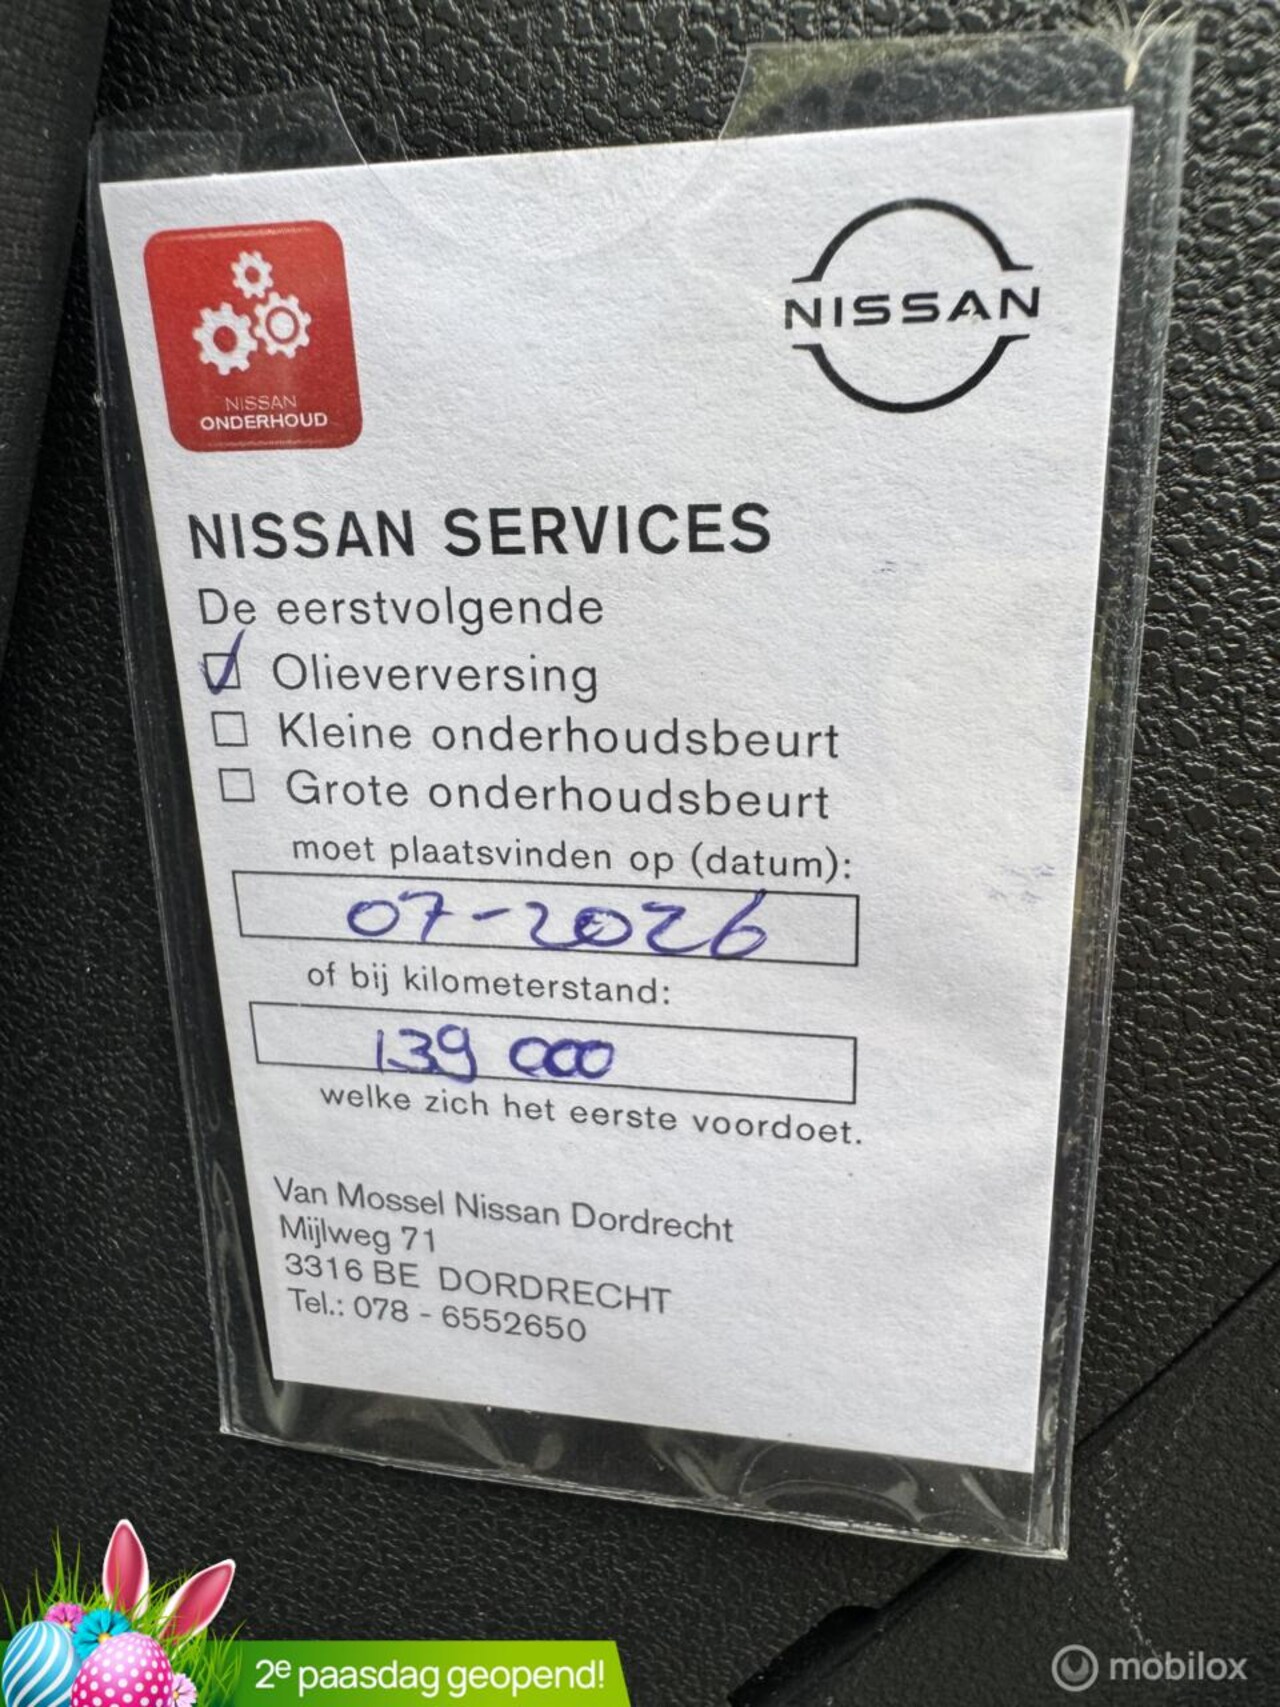 NISSAN
ONDERHOUD
NISSAN
NISSAN SERVICES
De eerstvolgende
Olieverversing
Kleine onderhoudsbeurt
Grote onderhoudsbeurt
moet plaatsvinden op (datum):
07-2026
of bij kilometerstand:
139 000
welke zich het eerste voordoet.
Van Mossel Nissan Dordrecht
Mijlweg 71
3316 BE DORDRECHT
Tel.: 078 - 6552650
2e paasdag geopend!
mobilox